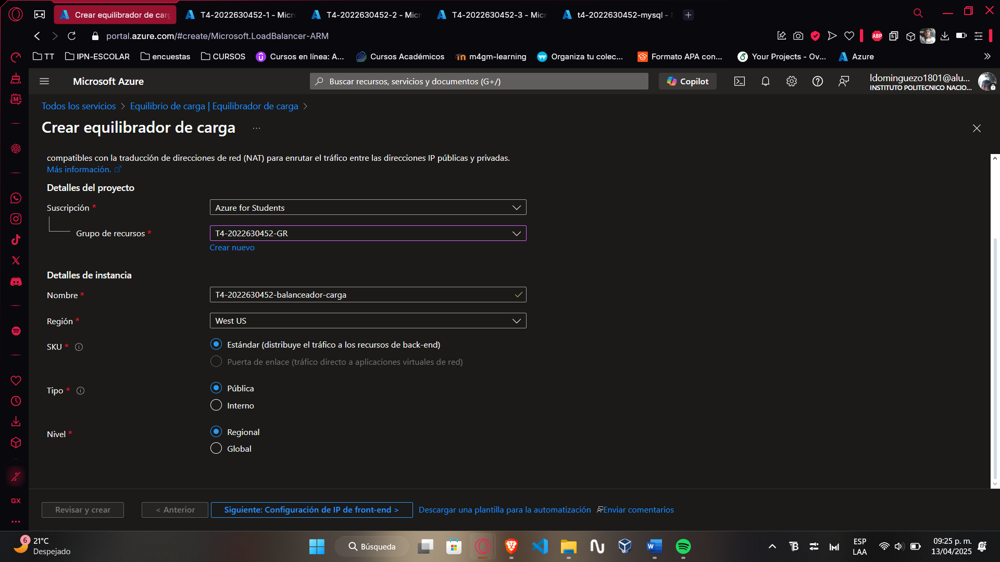 Crear equilibrador de carg
T4-2022630452-1 - Micr
T4-2022630452-2 - Micr
T4-2022630452-3 - Micr
t4-2022630452-mysql -
portal.azure.com/#create/Microsoft.LoadBalancer-ARM
ABP
TT
IPN-ESCOLAR
encuestas
CURSOS
Cursos en línea: A...
Cursos Académicos
m4gm-learning
Organiza tu colec...
Formato APA con...
Your Projects - Ov...
Azure
Microsoft Azure
Buscar recursos, servicios y documentos (G+/)
Copilot
ldominguezo1801@alu...
INSTITUTO POLITECNICO NACIO...
Todos los servicios > Equilibrio de carga | Equilibrador de carga >
Crear equilibrador de carga ...
compatibles con la traducción de direcciones de red (NAT) para enrutar el tráfico entre las direcciones IP públicas y privadas.
Más información.
Detalles del proyecto
Suscripción *
Azure for Students
Grupo de recursos *
T4-2022630452-GR
Crear nuevo
Detalles de instancia
Nombre *
T4-2022630452-balanceador-carga
Región *
West US
SKU *
Estándar (distribuye el tráfico a los recursos de back-end)
Puerta de enlace (tráfico directo a aplicaciones virtuales de red)
Tipo *
Pública
Interno
Nivel *
Regional
Global
GX
Revisar y crear
< Anterior
Siguiente: Configuración de IP de front-end >
Descargar una plantilla para la automatización
Enviar comentarios
6
21°C
Despejado
Búsqueda
ESP
LAA
09:25 p. m.
13/04/2025